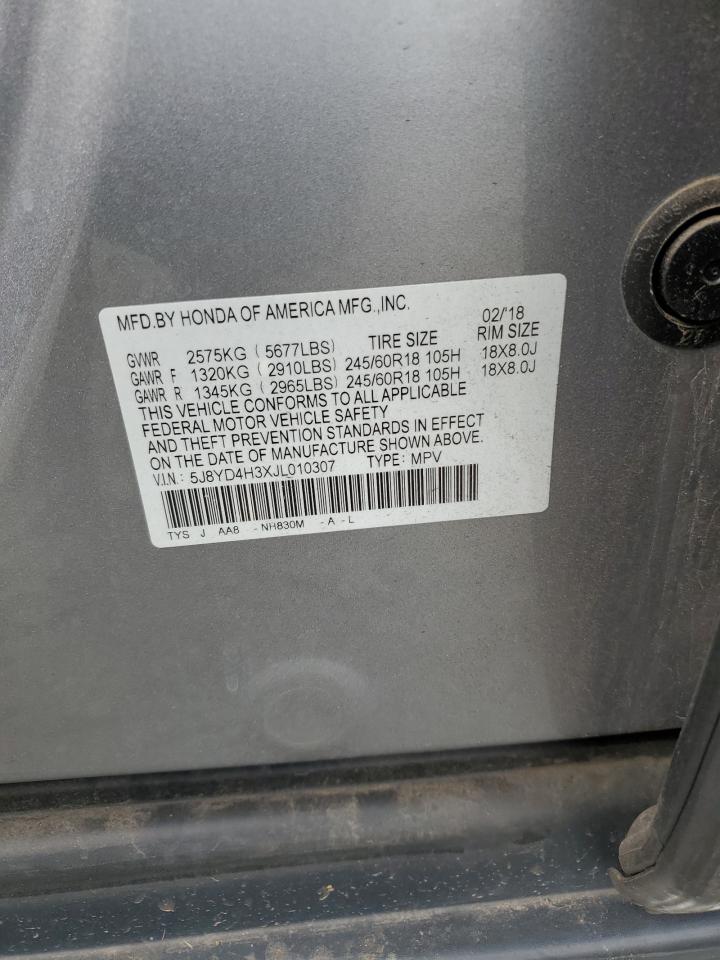 MFD.BY HONDA OF AMERICA MFG.,INC. 02/'18
TIRE SIZE RIM SIZE
GVWR 2575KG ( 5677LBS)
GAWR F 1320KG ( 2910LBS) 245/60R18 105H 18X8.0J
GAWR R 1345KG ( 2965LBS) 245/60R18 105H 18X8.0J
THIS VEHICLE CONFORMS TO ALL APPLICABLE
FEDERAL MOTOR VEHICLE SAFETY
AND THEFT PREVENTION STANDARDS IN EFFECT
ON THE DATE OF MANUFACTURE SHOWN ABOVE.
V.I.N.: 5J8YD4H3XJL010307 TYPE: MPV
TYS J AA8 -NH830M -A -L